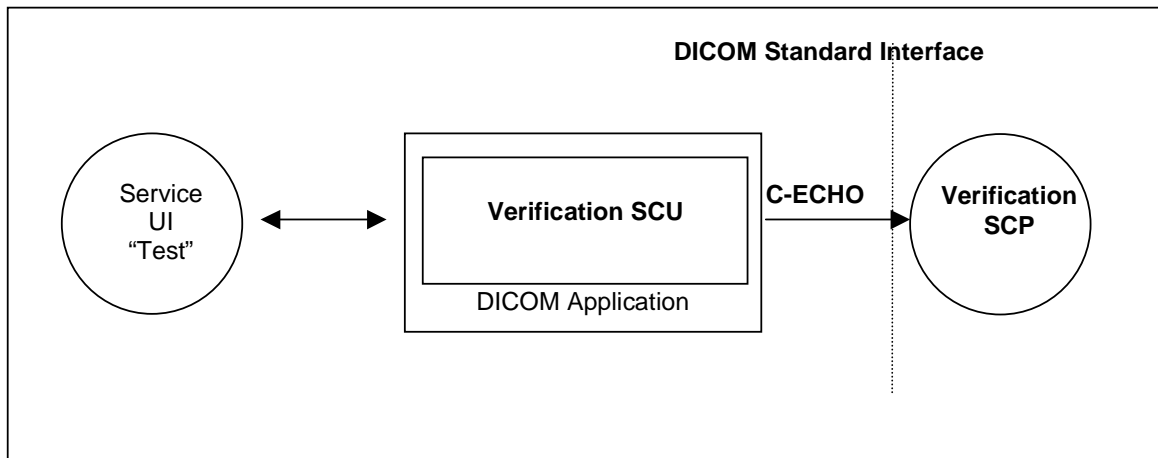 DICOM Standard Interface
Service
UI
“Test”
Verification SCU
DICOM Application
C-ECHO
Verification
SCP